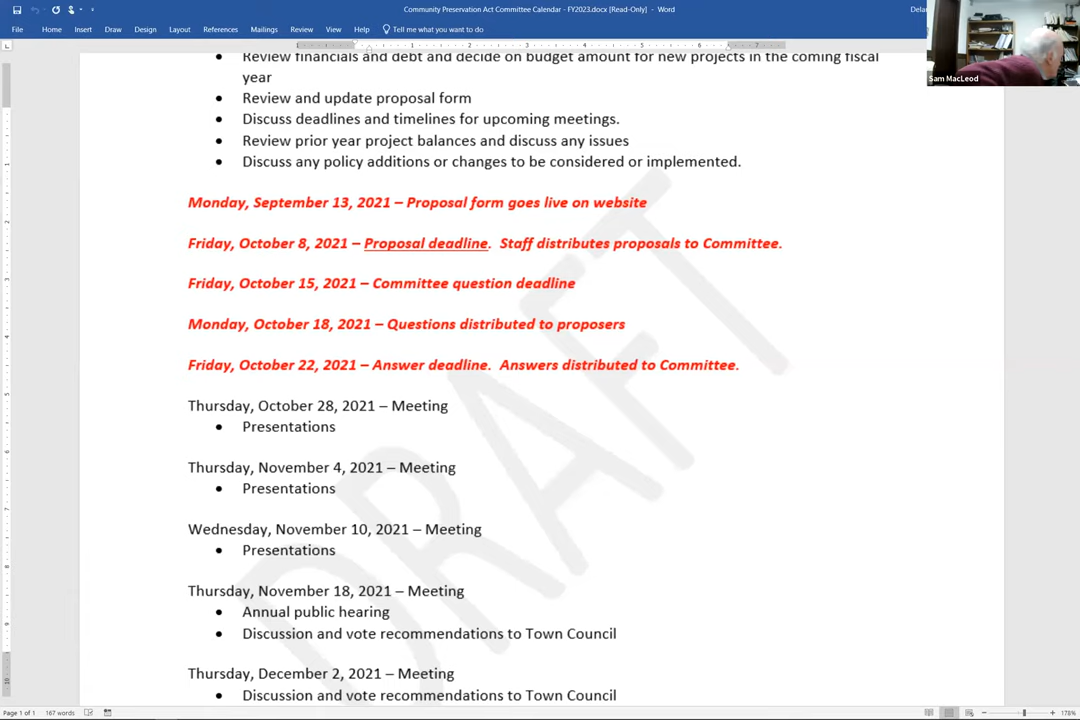 Community Preservation Act Committee Calendar - FY2023.docx [Read-Only] - Word
File Home Insert Draw Design Layout References Mailings Review View Help Tell me what you want to do
Sam MacLeod
Review financials and debt and decide on budget amount for new projects in the coming fiscal
year
Review and update proposal form
Discuss deadlines and timelines for upcoming meetings.
Review prior year project balances and discuss any issues
Discuss any policy additions or changes to be considered or implemented.
Monday, September 13, 2021 – Proposal form goes live on website
Friday, October 8, 2021 – Proposal deadline. Staff distributes proposals to Committee.
Friday, October 15, 2021 – Committee question deadline
Monday, October 18, 2021 – Questions distributed to proposers
Friday, October 22, 2021 – Answer deadline. Answers distributed to Committee.
Thursday, October 28, 2021 – Meeting
Presentations
Thursday, November 4, 2021 – Meeting
Presentations
Wednesday, November 10, 2021 – Meeting
Presentations
Thursday, November 18, 2021 – Meeting
Annual public hearing
Discussion and vote recommendations to Town Council
Thursday, December 2, 2021 – Meeting
Discussion and vote recommendations to Town Council
DRAFT
Page 1 of 1 167 words 178%